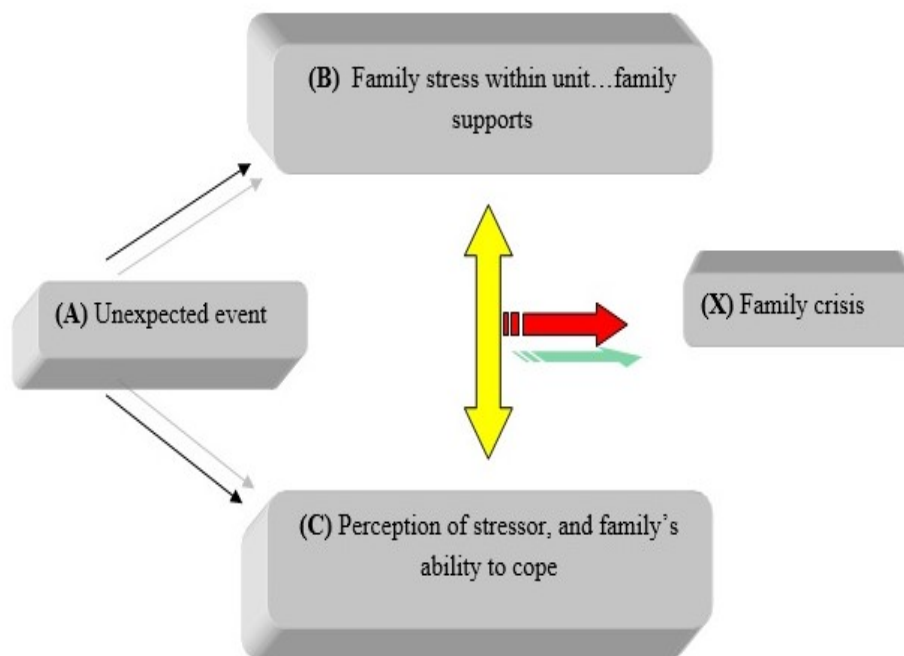 (B) Family stress within unit…family
supports
(A) Unexpected event
(X) Family crisis
(C) Perception of stressor, and family’s
ability to cope